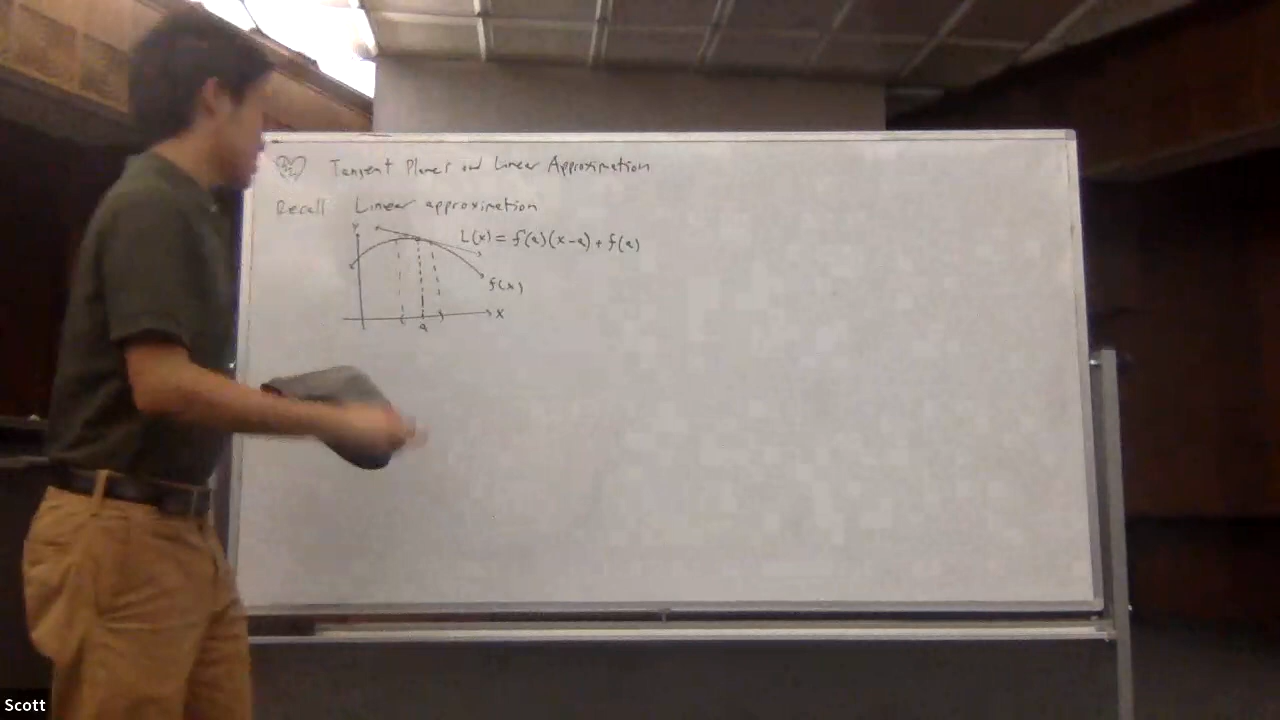 Tangent Planes and Linear Approximation
Recall Linear approximation
y
L(x) = f'(a)(x-a) + f(a)
f(x)
x
a
Scott